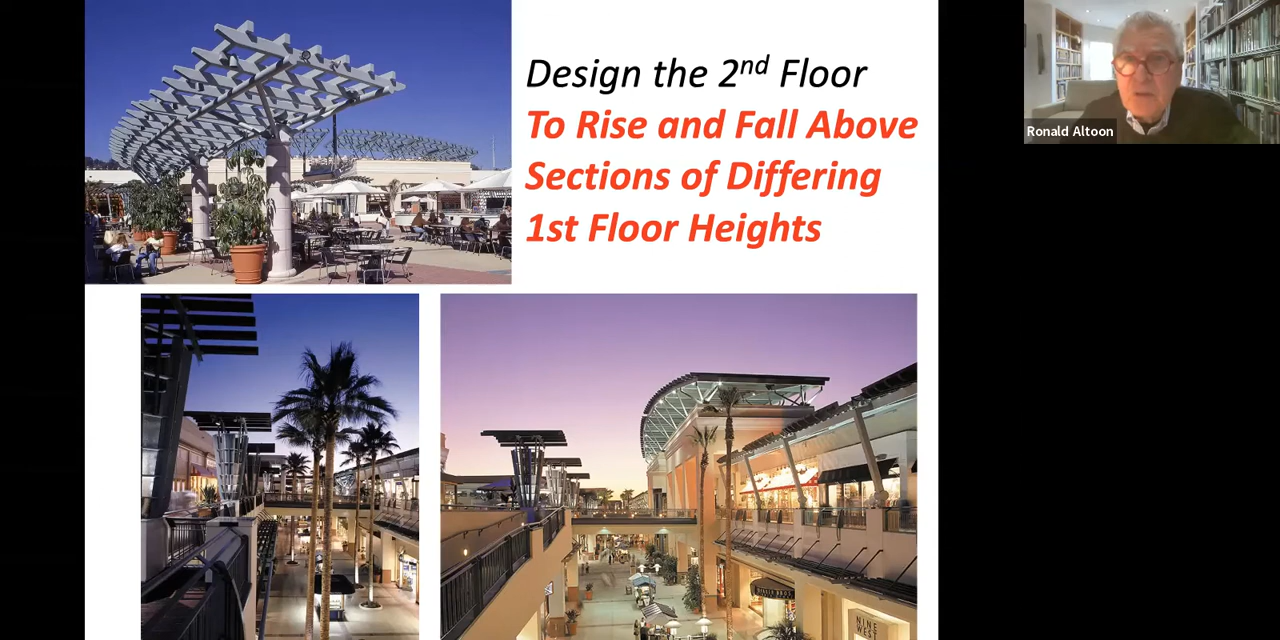 Design the 2nd Floor
To Rise and Fall Above
Sections of Differing
1st Floor Heights
Ronald Altoon
NINE
WEST